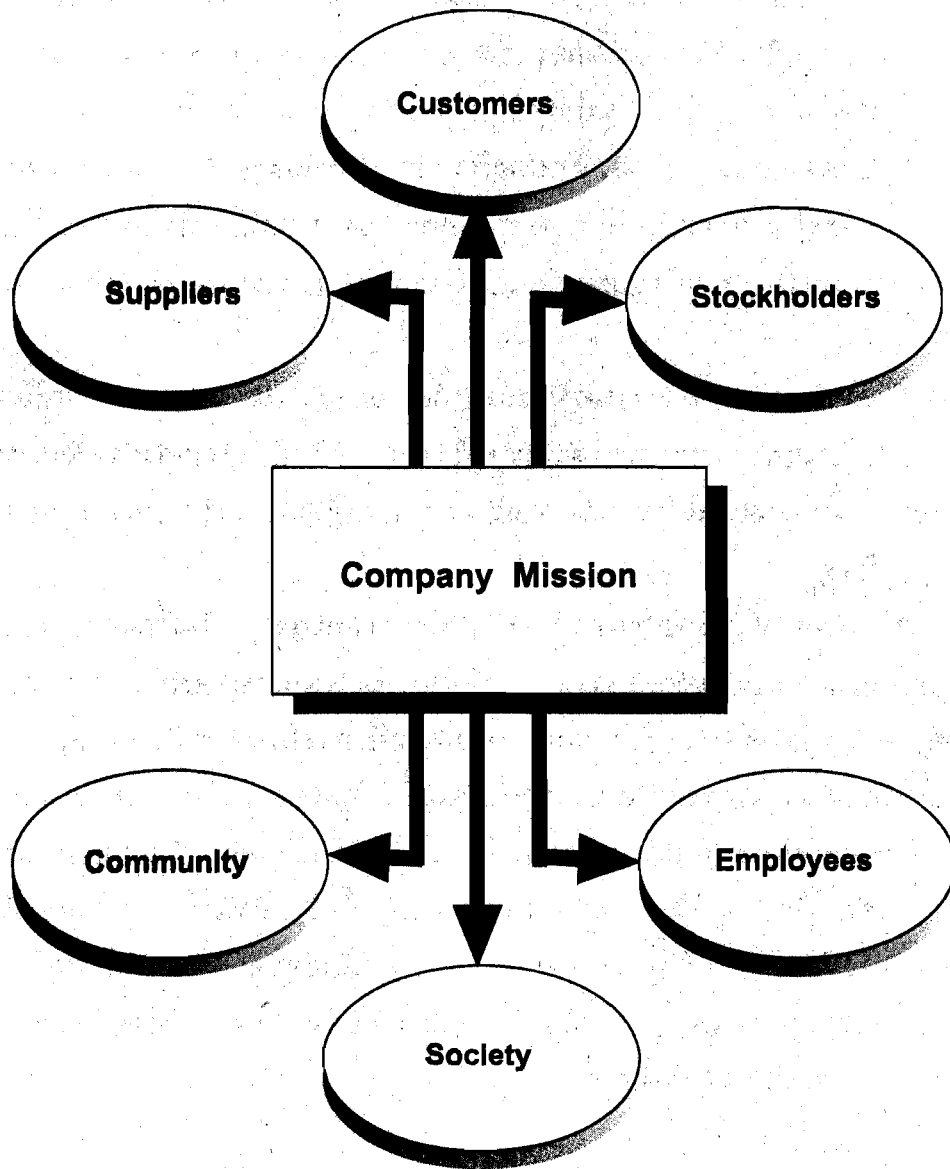 Customers
Suppliers
Stockholders
Company Mission
Community
Employees
Society